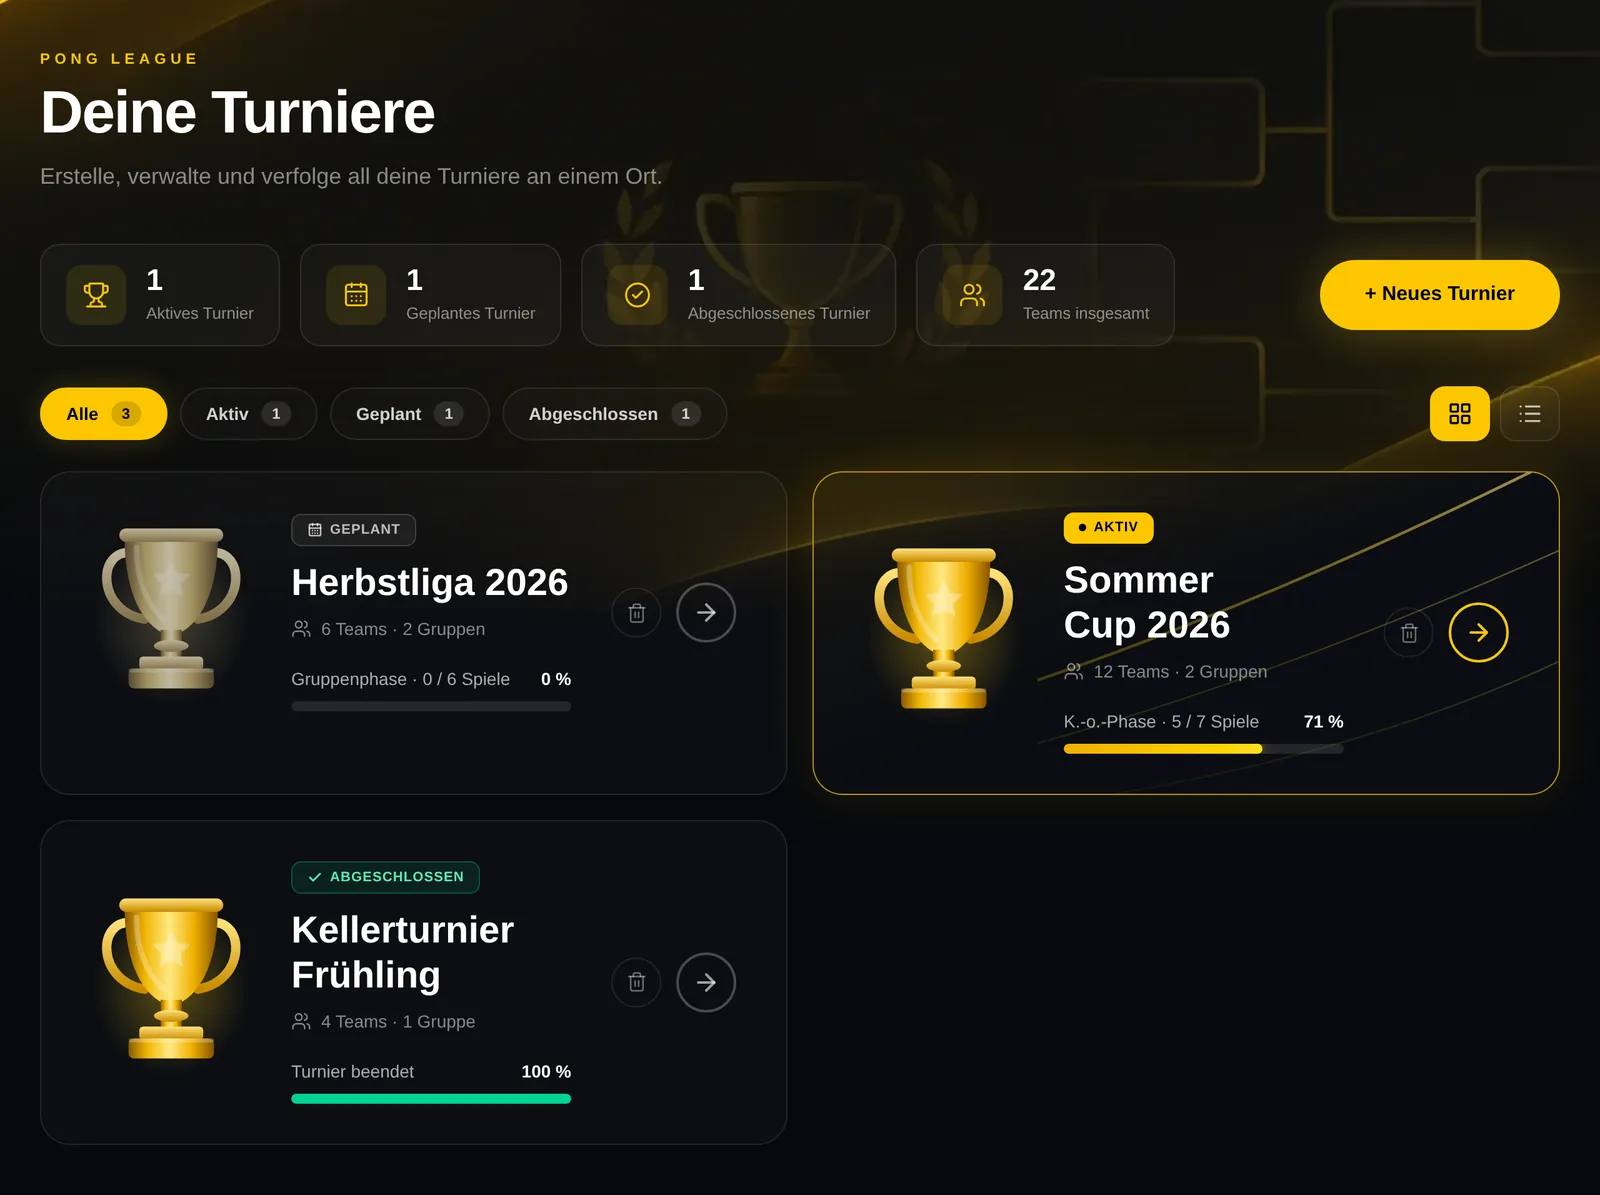 PONG LEAGUE
Deine Turniere
Erstelle, verwalte und verfolge all deine Turniere an einem Ort.
1
Aktives Turnier
1
Geplantes Turnier
1
Abgeschlossenes Turnier
22
Teams insgesamt
+ Neues Turnier
Alle 3
Aktiv 1
Geplant 1
Abgeschlossen 1
GEPLANT
Herbstliga 2026
6 Teams · 2 Gruppen
Gruppenphase · 0 / 6 Spiele 0 %
AKTIV
Sommer
Cup 2026
12 Teams · 2 Gruppen
K.-o.-Phase · 5 / 7 Spiele 71 %
ABGESCHLOSSEN
Kellerturnier
Frühling
4 Teams · 1 Gruppe
Turnier beendet 100 %